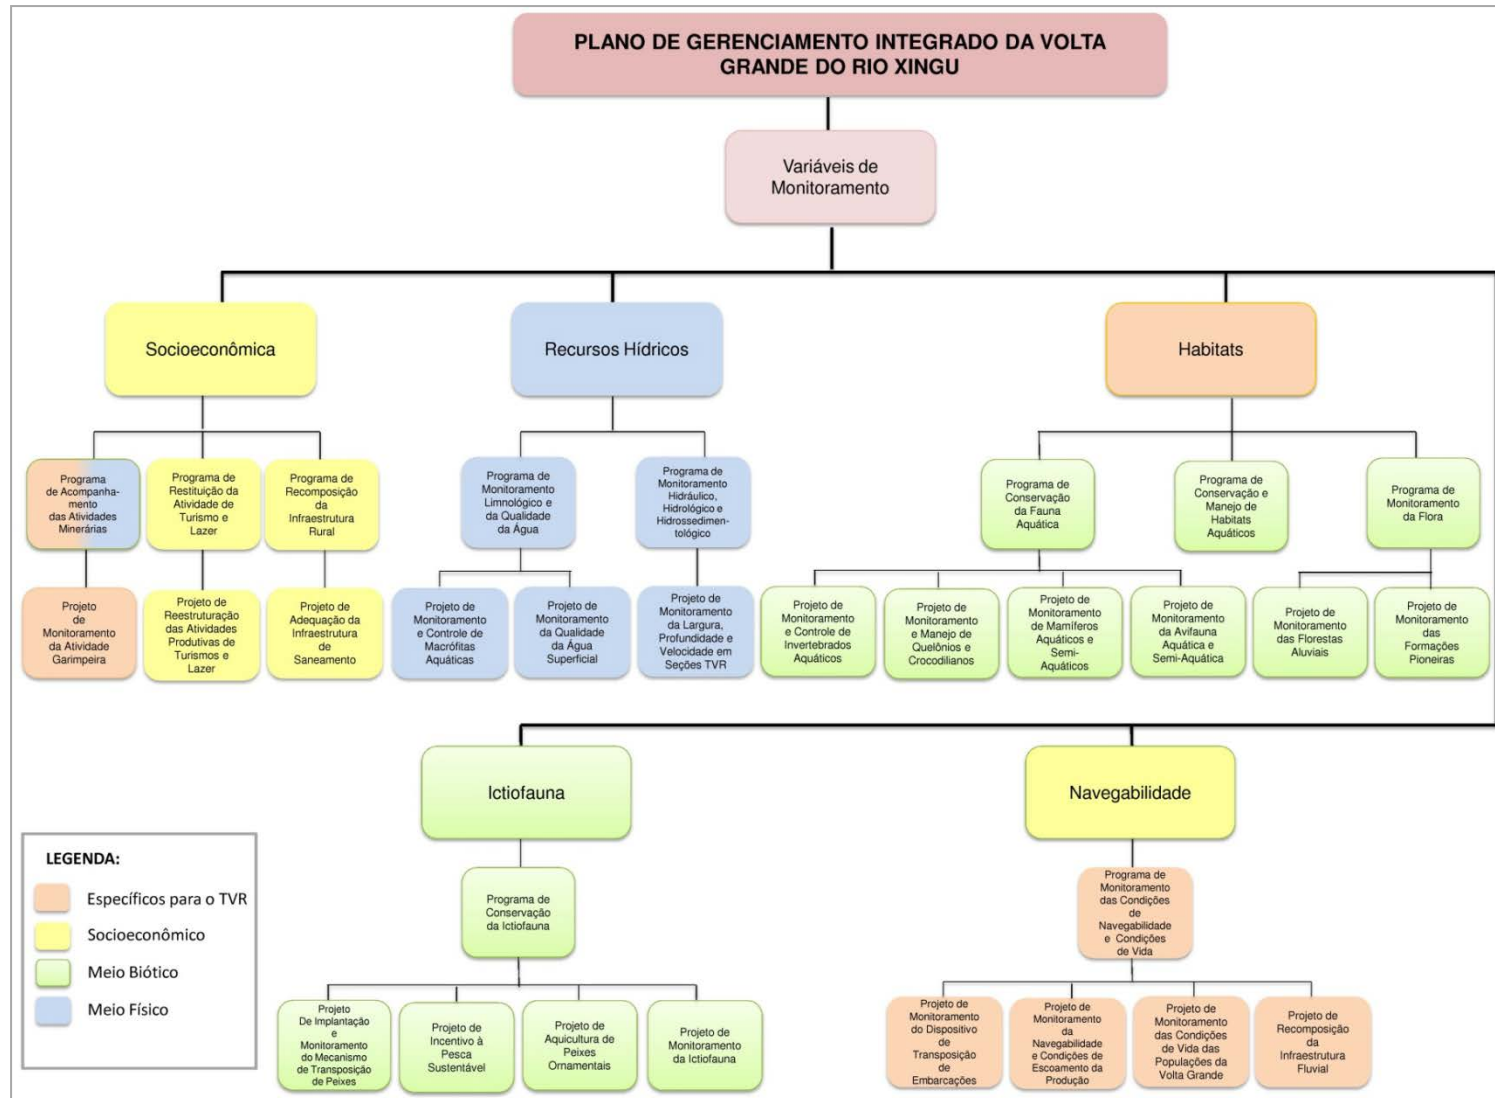 PLANO DE GERENCIAMENTO INTEGRADO DA VOLTA
GRANDE DO RIO XINGU
Variáveis de
Monitoramento
Socioeconômica
Recursos Hídricos
Habitats
Programa
de Acompanha-
mento
das Atividades
Minerárias
Programa de
Restituição da
Atividade de
Turismo e
Lazer
Programa de
Recomposição
da
Infraestrutura
Rural
Programa de
Monitoramento
Limnológico e
da Qualidade
da Água
Programa de
Monitoramento
Hidráulico,
Hidrológico e
Hidrossedimen-
tológico
Programa de
Conservação
da Fauna
Aquática
Programa de
Conservação e
Manejo de
Habitats
Aquáticos
Programa de
Monitoramento
da Flora
Projeto
de
Monitoramento
da Atividade
Garimpeira
Projeto de
Reestruturação
das Atividades
Produtivas de
Turismos e
Lazer
Projeto de
Adequação da
Infraestrutura
de
Saneamento
Projeto de
Monitoramento
e Controle de
Macrófitas
Aquáticas
Projeto de
Monitoramento
da Qualidade
da Água
Superficial
Projeto de
Monitoramento
da Largura,
Profundidade e
Velocidade em
Seções TVR
Projeto de
Monitoramento
e Controle de
Invertebrados
Aquáticos
Projeto de
Monitoramento
e Manejo de
Quelônios e
Crocodilianos
Projeto de
Monitoramento
de Mamíferos
Aquáticos e
Semi-
Aquáticos
Projeto de
Monitoramento
da Avifauna
Aquática e
Semi-Aquática
Projeto de
Monitoramento
das Florestas
Aluviais
Projeto de
Monitoramento
das
Formações
Pioneiras
Ictiofauna
Navegabilidade
Programa de
Conservação
da Ictiofauna
Programa de
Monitoramento
das Condições
de
Navegabilidade
e Condições
de Vida
Projeto
De Implantação
e
Monitoramento
do Mecanismo
de Transposição
de Peixes
Projeto de
Incentivo à
Pesca
Sustentável
Projeto de
Aquicultura de
Peixes
Ornamentais
Projeto de
Monitoramento
da Ictiofauna
Projeto de
Monitoramento
do Dispositivo
de
Transposição
de
Embarcações
Projeto de
Monitoramento
da
Navegabilidade
e Condições de
Escoamento da
Produção
Projeto de
Monitoramento
das Condições
de Vida das
Populações da
Volta Grande
Projeto de
Recomposição
da
Infraestrutura
Fluvial
LEGENDA:
Específicos para o TVR
Socioeconômico
Meio Biótico
Meio Físico